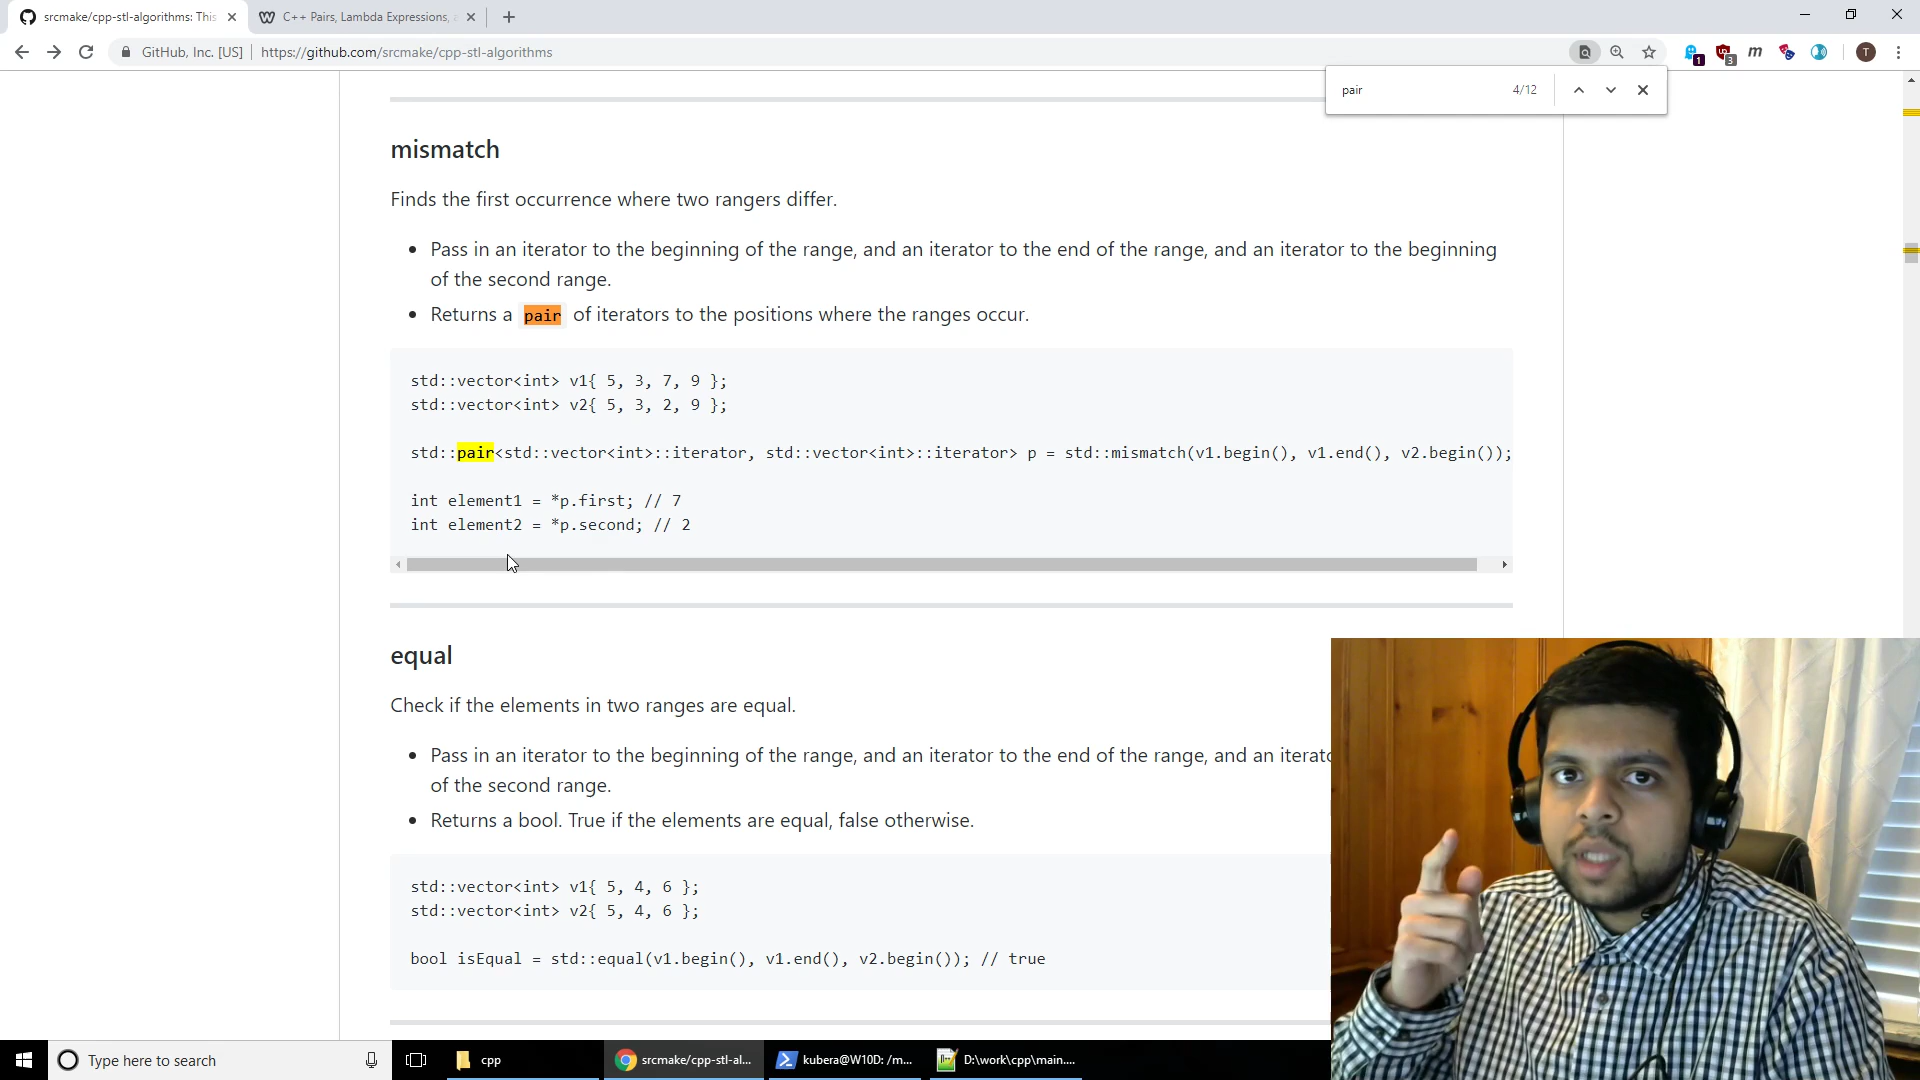 srcmake/cpp-stl-algorithms: This
C++ Pairs, Lambda Expressions,
GitHub, Inc. [US]
https://github.com/srcmake/cpp-stl-algorithms
1
3
m
T
pair
4/12
mismatch
Finds the first occurrence where two rangers differ.
Pass in an iterator to the beginning of the range, and an iterator to the end of the range, and an iterator to the beginning
of the second range.
Returns a pair of iterators to the positions where the ranges occur.
std::vector<int> v1{ 5, 3, 7, 9 };
std::vector<int> v2{ 5, 3, 2, 9 };
std::pair<std::vector<int>::iterator, std::vector<int>::iterator> p = std::mismatch(v1.begin(), v1.end(), v2.begin());
int element1 = *p.first; // 7
int element2 = *p.second; // 2
equal
Check if the elements in two ranges are equal.
Pass in an iterator to the beginning of the range, and an iterator to the end of the range, and an iterato
of the second range.
Returns a bool. True if the elements are equal, false otherwise.
std::vector<int> v1{ 5, 4, 6 };
std::vector<int> v2{ 5, 4, 6 };
bool isEqual = std::equal(v1.begin(), v1.end(), v2.begin()); // true
Type here to search
cpp
srcmake/cpp-stl-al...
kubera@W10D: /m...
D:\work\cpp\main....